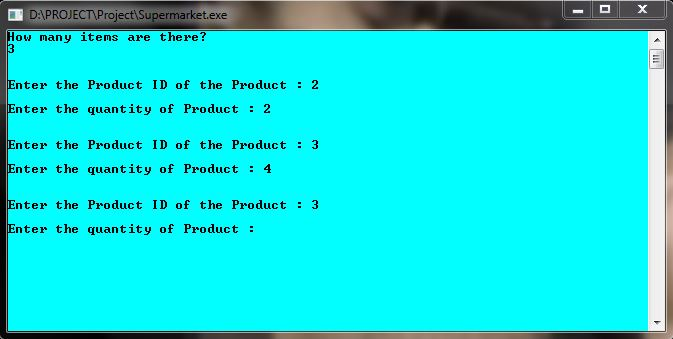 D:\PROJECT\Project\Supermarket.exe
How many items are there?
3
Enter the Product ID of the Product : 2
Enter the quantity of Product : 2
Enter the Product ID of the Product : 3
Enter the quantity of Product : 4
Enter the Product ID of the Product : 3
Enter the quantity of Product :